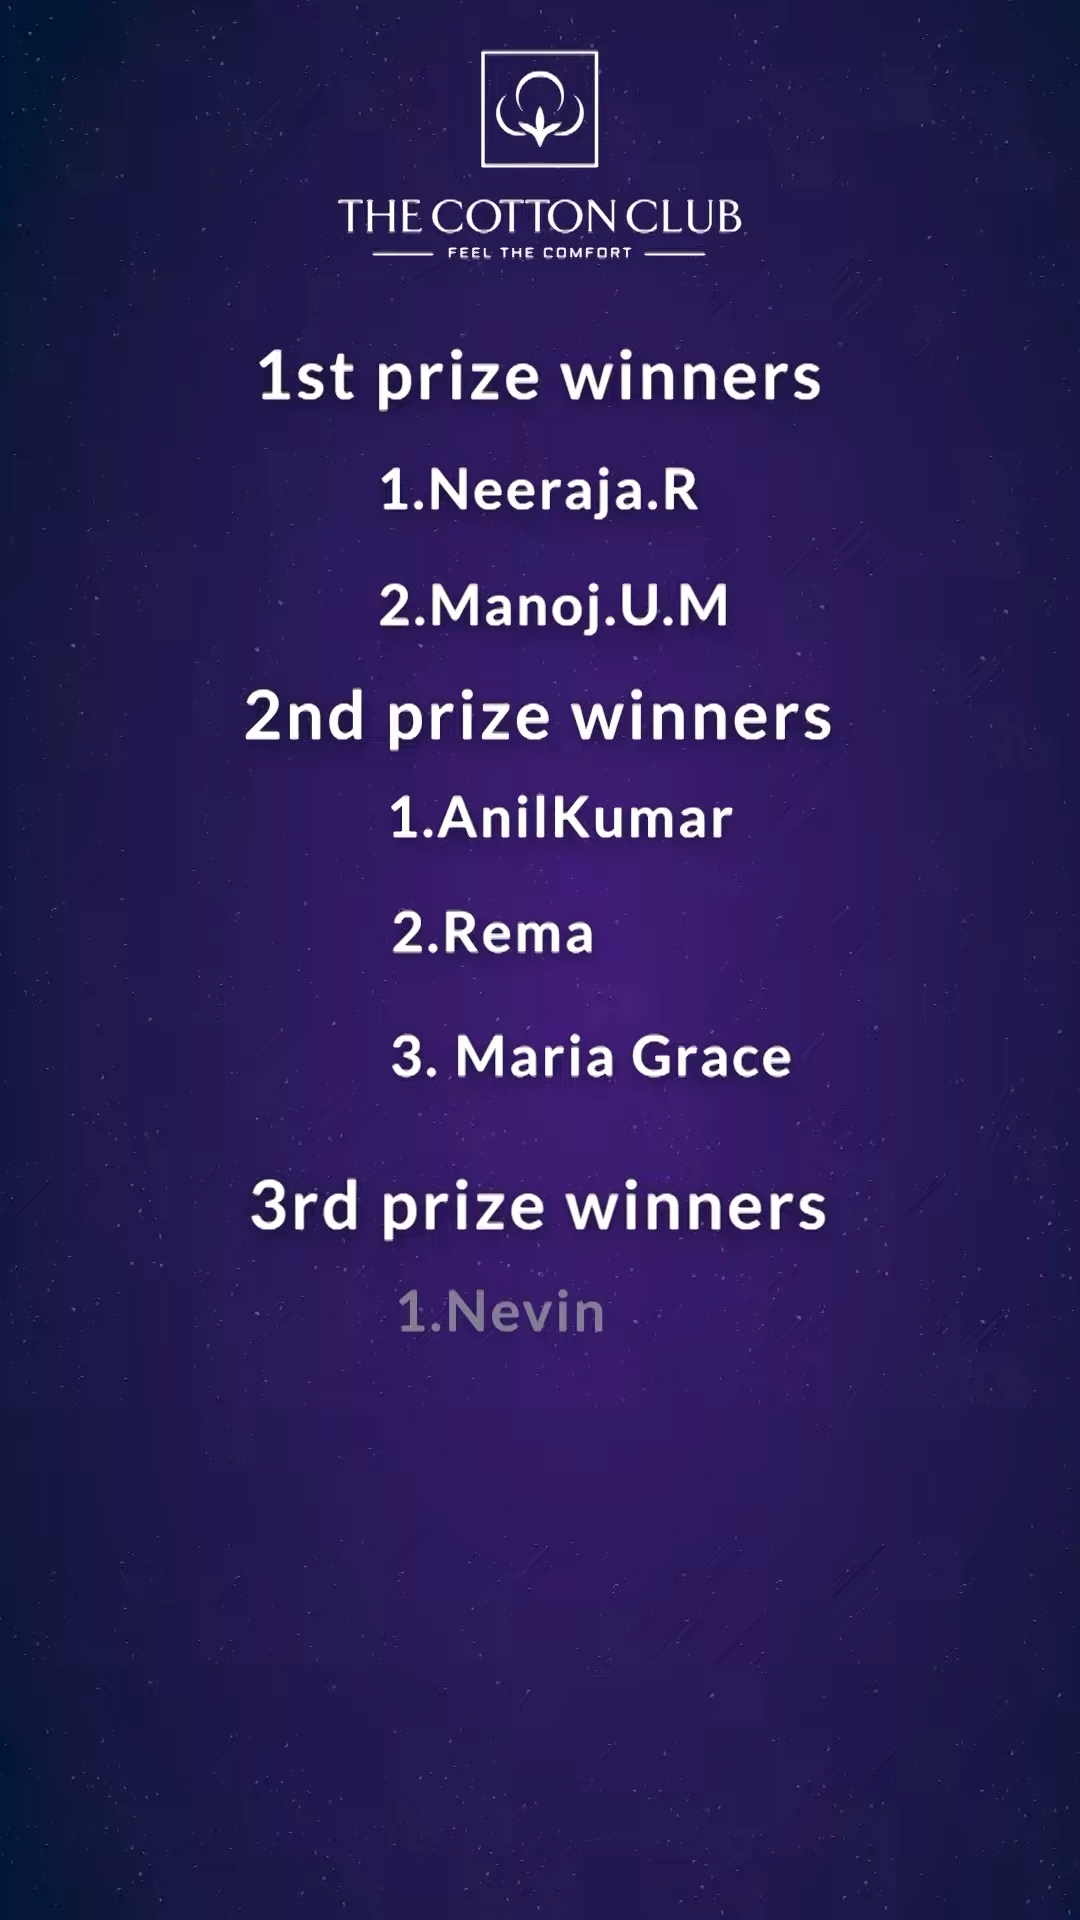 THE COTTON CLUB
FEEL THE COMFORT
1st prize winners
1.Neeraja.R
2.Manoj.U.M
2nd prize winners
1.AnilKumar
2.Rema
3. Maria Grace
3rd prize winners
1.Nevin